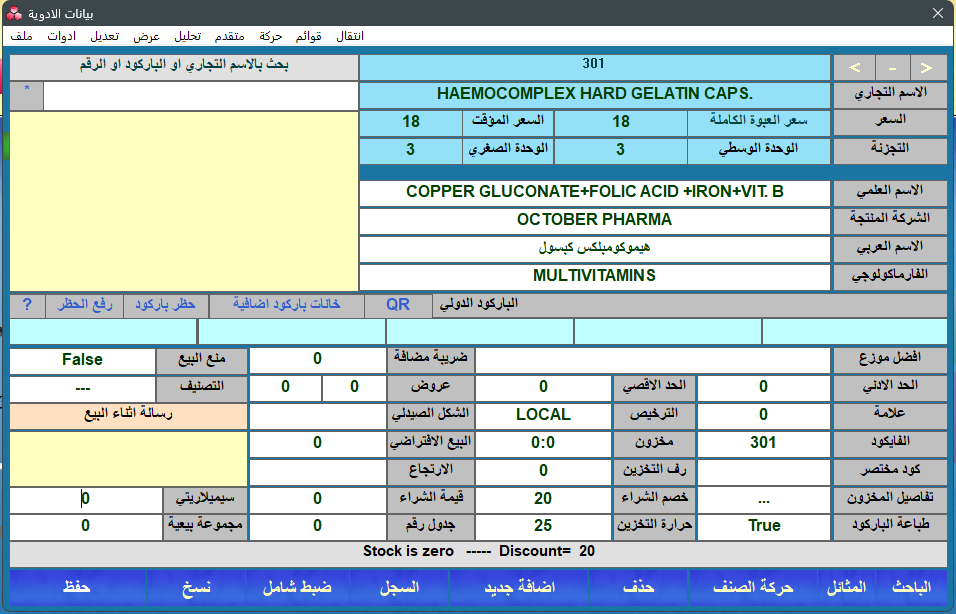 بيانات الادوية
ملف ادوات تعديل عرض تحليل متقدم حركة قوائم انتقال
< - > 301 بحث بالاسم التجاري او الباركود او الرقم
الاسم التجاري HAEMOCOMPLEX HARD GELATIN CAPS. *
السعر سعر العبوة الكاملة 18 السعر المؤقت 18
التجزئة الوحدة الوسطي 3 الوحدة الصغري 3
الاسم العلمي COPPER GLUCONATE+FOLIC ACID +IRON+VIT. B
الشركة المنتجة OCTOBER PHARMA
الاسم العربي هيموكومبلكس كبسول
الفارماكولوجي MULTIVITAMINS
الباركود الدولي QR خانات باركود اضافية حظر باركود رفع الحظر ?
افضل موزع ضريبة مضافة 0 منع البيع False
الحد الادني 0 الحد الاقصي 0 عروض 0 0 التصنيف ---
علامة 0 الترخيص LOCAL الشكل الصيدلي رسالة اثناء البيع
الفايكود 301 مخزون 0:0 البيع الافتراضي 0
كود مختصر رف التخزين 0 الارتجاع
تفاصيل المخزون ... خصم الشراء 20 قيمة الشراء 0 سيميلاريتي 0
طباعة الباركود True حرارة التخزين 25 جدول رقم 0 مجموعة بيعية 0
Stock is zero ----- Discount= 20
الباحث المثائل حركة الصنف حذف اضافة جديد السجل ضبط شامل نسخ حفظ